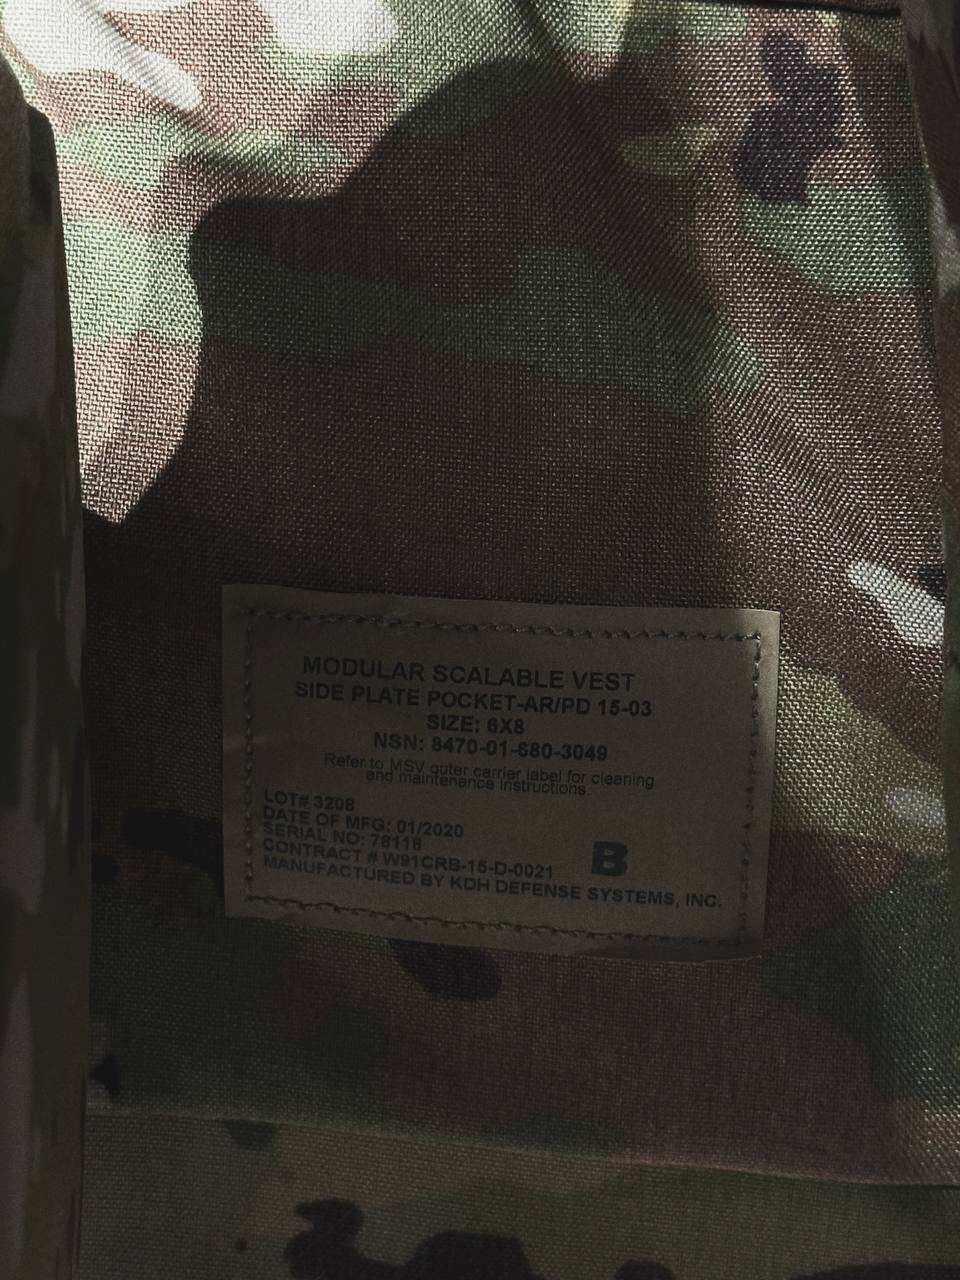 MODULAR SCALABLE VEST
SIDE PLATE POCKET-AR/PD 15-03
SIZE: 6X8
NSN: 8470-01-680-3049
Refer to MSV outer carrier label for cleaning
and maintenance instructions.
LOT# 3208
DATE OF MFG: 01/2020
SERIAL NO: 78118
CONTRACT # W91CRB-15-D-0021
B
MANUFACTURED BY KDH DEFENSE SYSTEMS, INC.